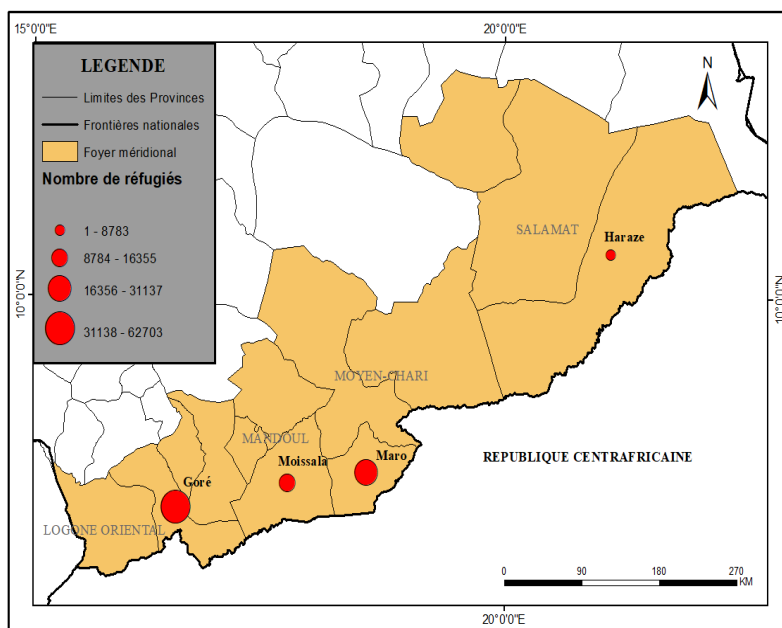 15°0'0"E
20°0'0"E
LEGENDE
Limites des Provinces
Frontières nationales
Foyer méridional
Nombre de réfugiés
1 - 8783
8784 - 16355
16356 - 31137
31138 - 62703
N
SALAMAT
Haraze
10°0'0"N
10°0'0"N
MOYEN-CHARI
MANDOUL
Maro
Moissala
Goré
REPUBLIQUE CENTRAFRICAINE
LOGONE ORIENTAL
0 90 180 270
KM
20°0'0"E